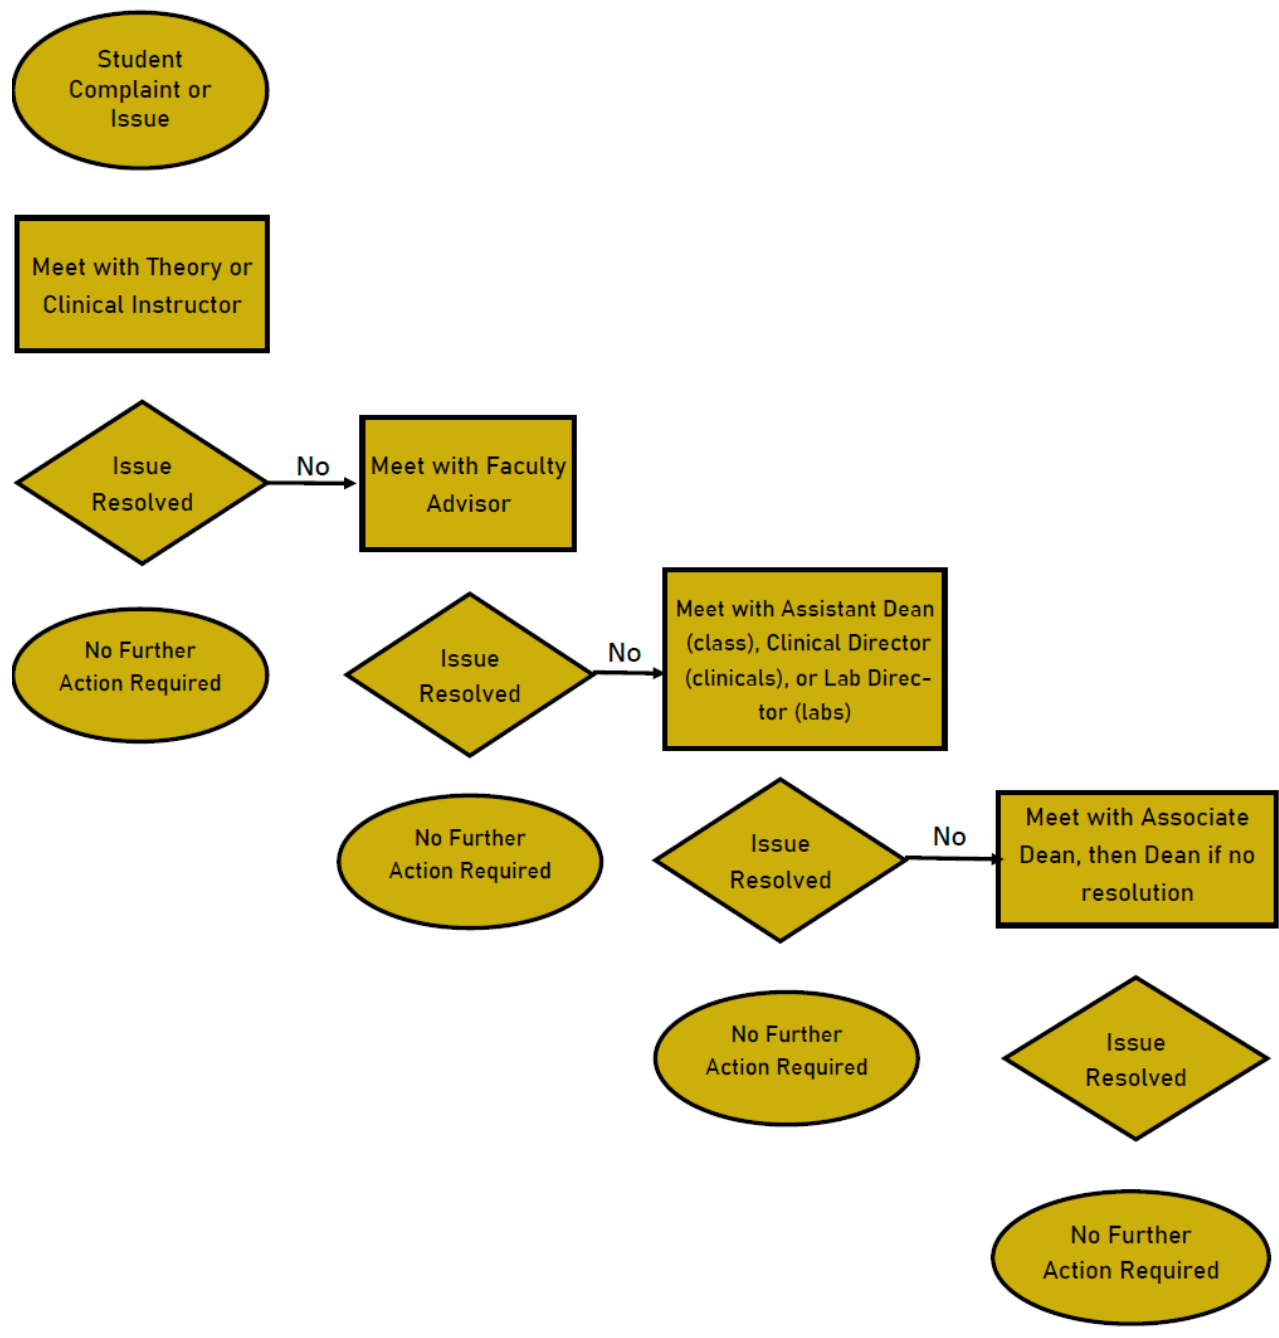 Student
Complaint or
Issue
Meet with Theory or
Clinical Instructor
Issue
Resolved
No
Meet with Faculty
Advisor
No Further
Action Required
Issue
Resolved
No
Meet with Assistant Dean
(class), Clinical Director
(clinicals), or Lab Direc-
tor (labs)
No Further
Action Required
Issue
Resolved
No
Meet with Associate
Dean, then Dean if no
resolution
No Further
Action Required
Issue
Resolved
No Further
Action Required